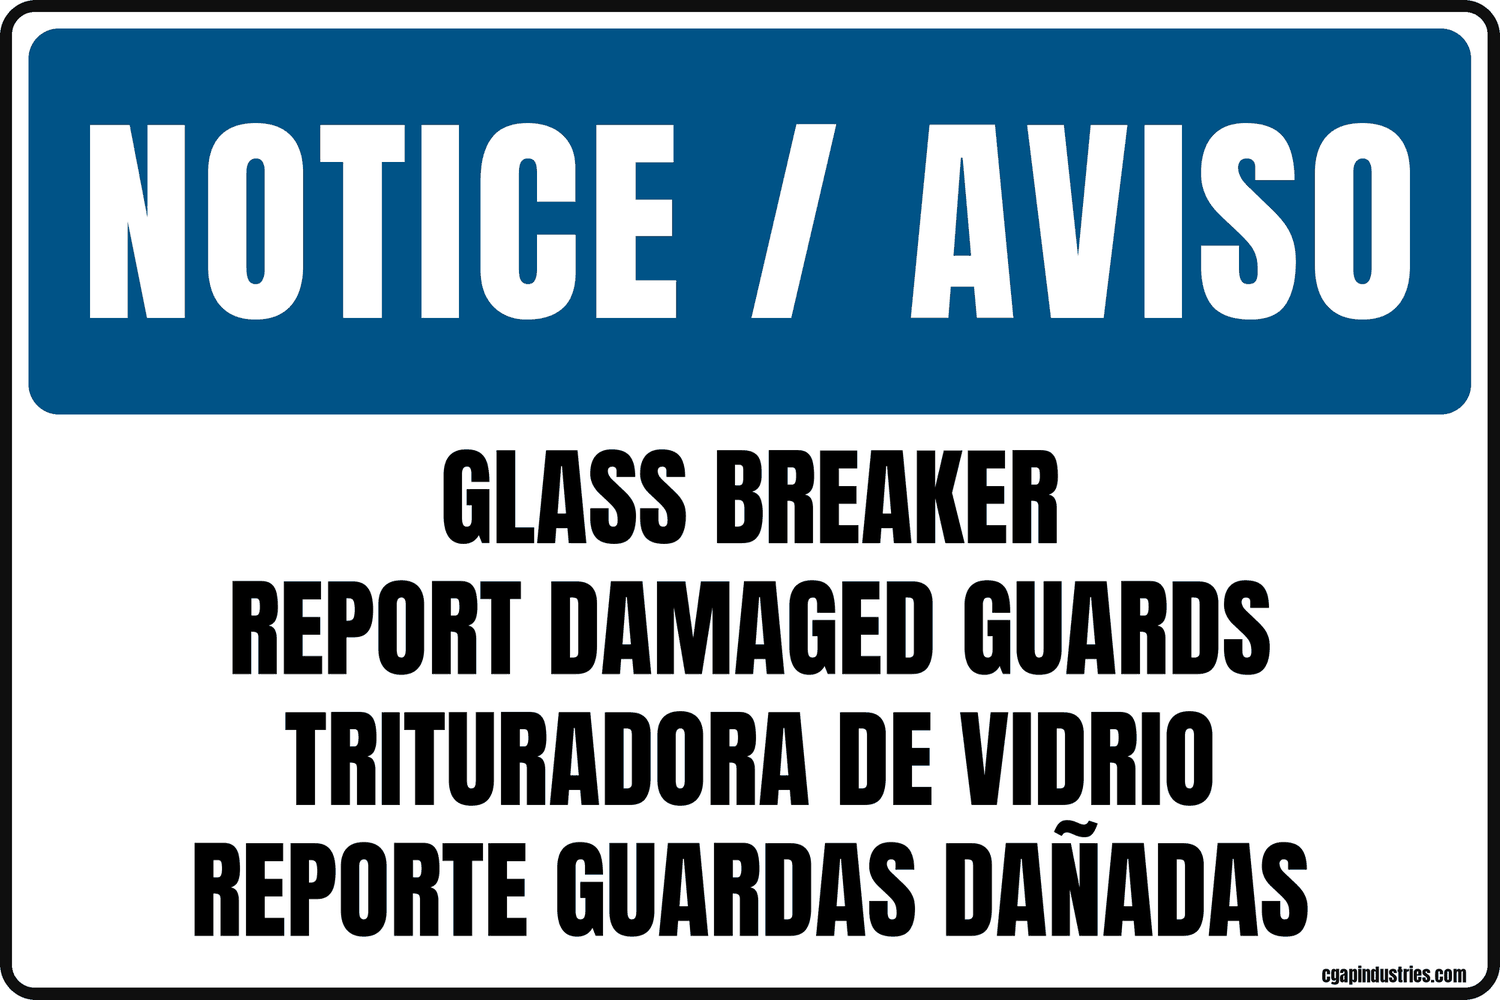 NOTICE / AVISO
GLASS BREAKER
REPORT DAMAGED GUARDS
TRITURADORA DE VIDRIO
REPORTE GUARDAS DAÑADAS
cgapindustries.com